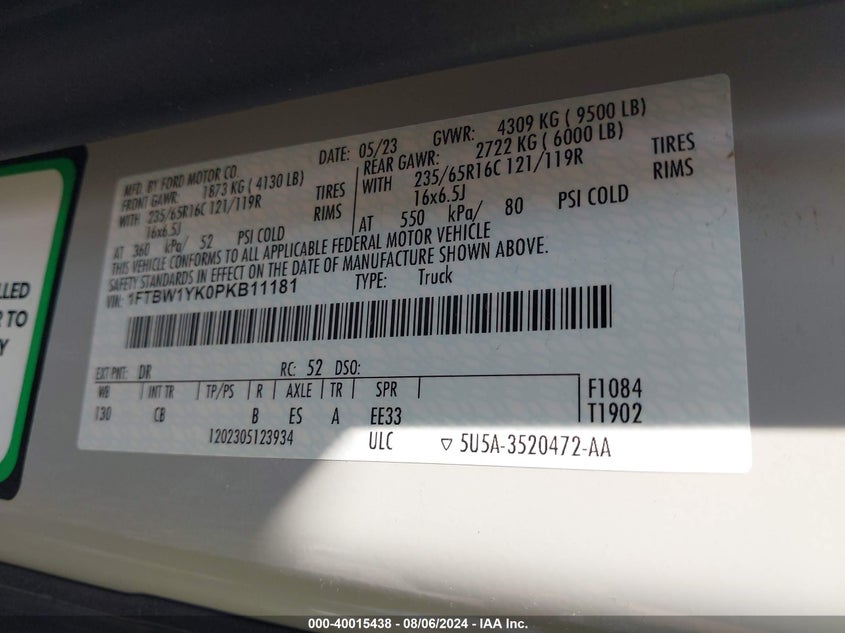 LLED
R TO
Y
MFD. BY FORD MOTOR CO. DATE: 05/23 GVWR: 4309 KG ( 9500 LB)
FRONT GAWR: 1873 KG ( 4130 LB) REAR GAWR: 2722 KG ( 6000 LB)
WITH 235/65R16C 121/119R TIRES WITH 235/65R16C 121/119R TIRES
16x6.5J RIMS 16x6.5J RIMS
AT 360 kPa/ 52 PSI COLD AT 550 kPa/ 80 PSI COLD
THIS VEHICLE CONFORMS TO ALL APPLICABLE FEDERAL MOTOR VEHICLE
SAFETY STANDARDS IN EFFECT ON THE DATE OF MANUFACTURE SHOWN ABOVE.
VIN: 1FTBW1YK0PKB11181 TYPE: Truck
EXT PNT: DR RC: 52 DSO:
WB INT TR TP/PS R AXLE TR SPR F1084
130 CB B ES A EE33 T1902
1202305123934 ULC ▽ 5U5A-3520472-AA
000-40015438 - 08/06/2024 - IAA Inc.